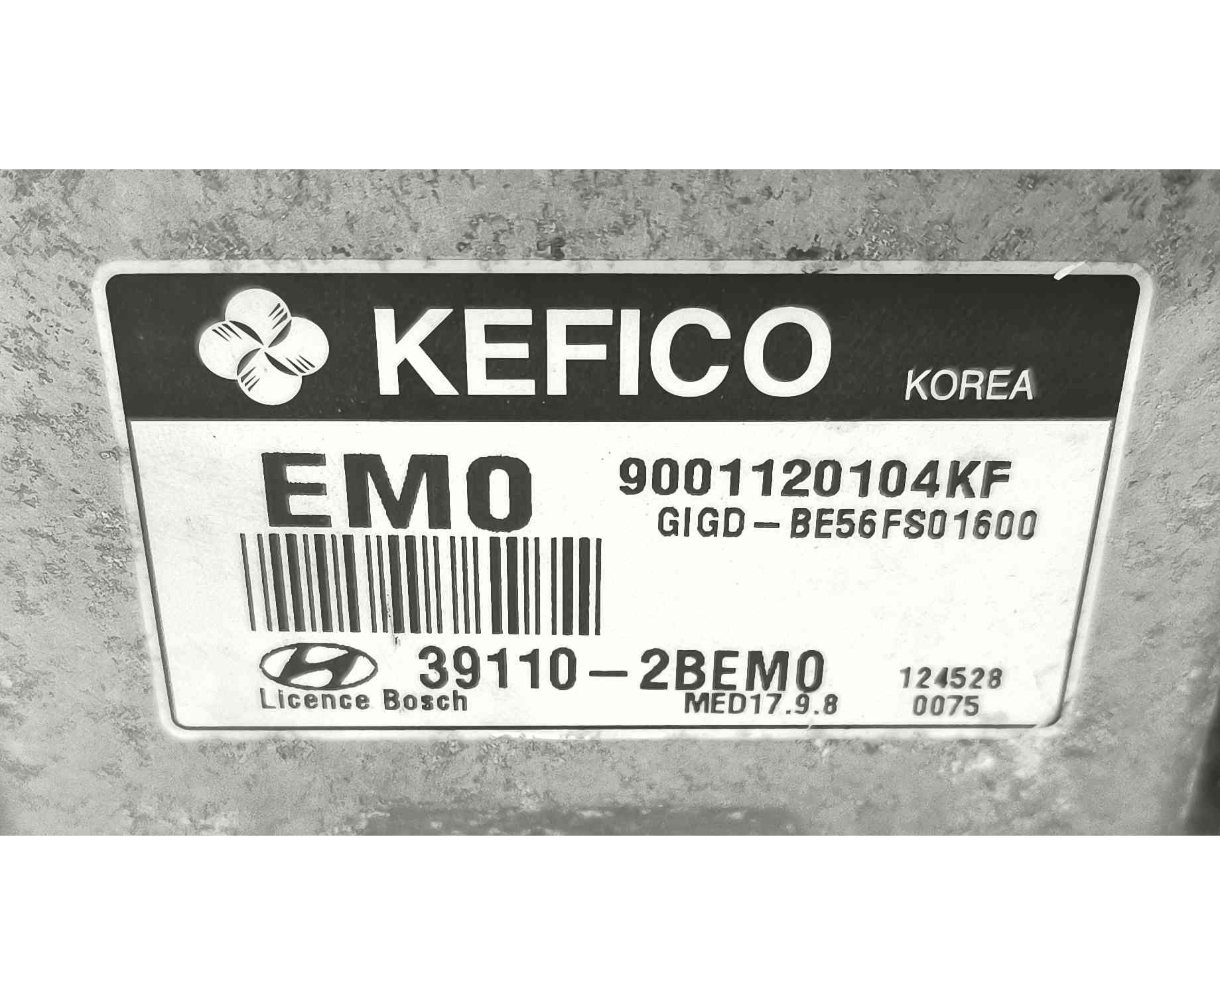 KEFICO KOREA
EM0 9001120104KF
GIGD-BE56FS01600
39110-2BEM0 124528
Licence Bosch MED17.9.8 0075